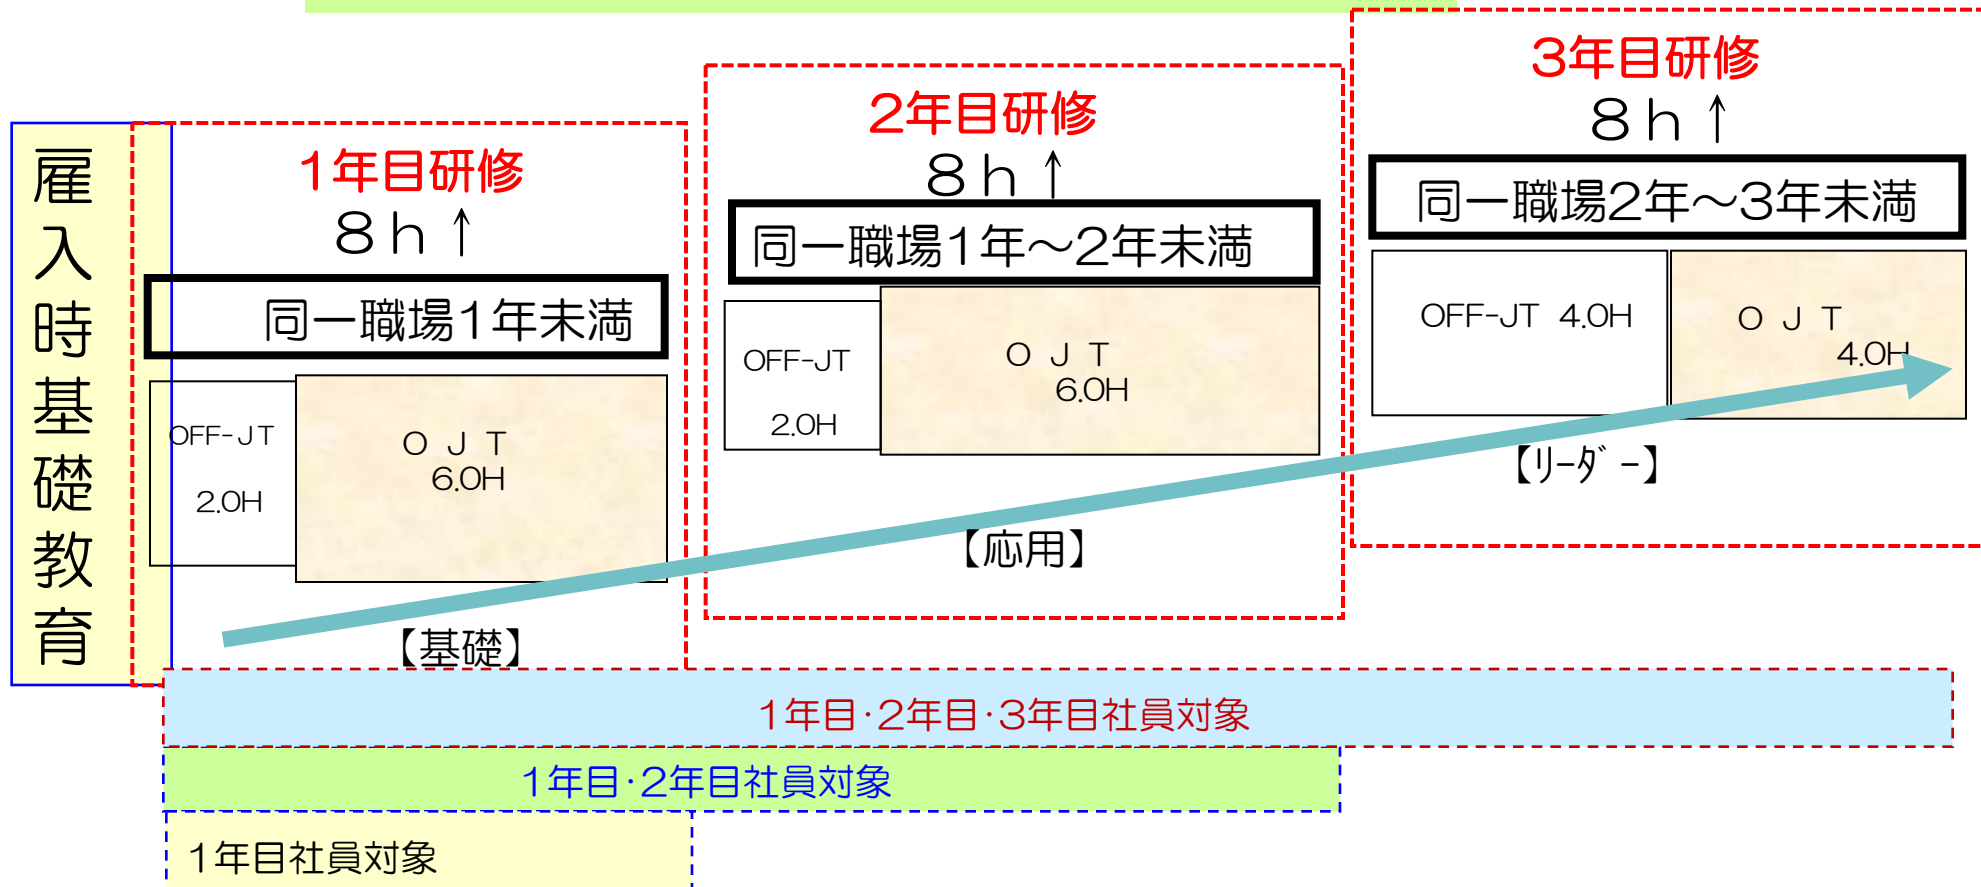 雇入時基礎教育
1年目研修
8h↑
同一職場1年未満
OFF-JT
2.0H
OJT
6.0H
【基礎】
2年目研修
8h↑
同一職場1年～2年未満
OFF-JT
2.0H
OJT
6.0H
【応用】
3年目研修
8h↑
同一職場2年～3年未満
OFF-JT 4.0H
OJT
4.0H
【ﾘｰﾀﾞｰ】
1年目･2年目･3年目社員対象
1年目･2年目社員対象
1年目社員対象